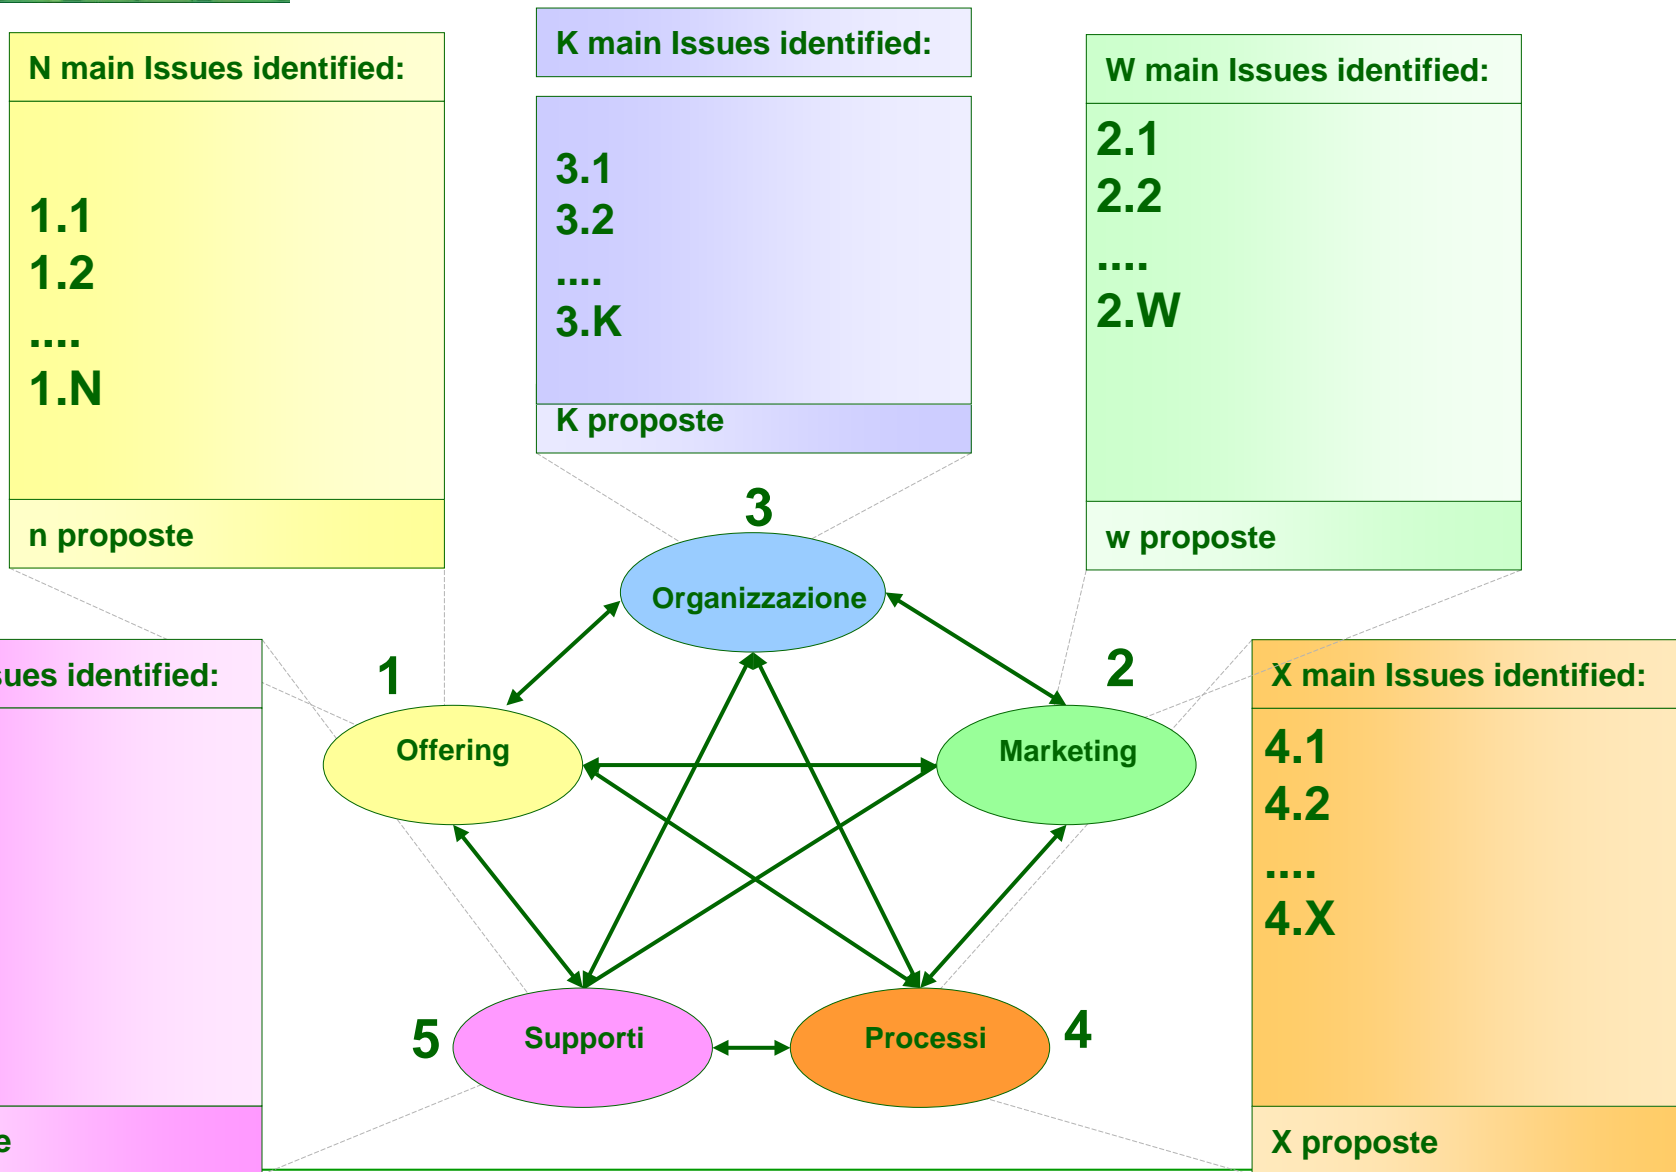 N main Issues identified:
1.1
1.2
....
1.N
n proposte
K main Issues identified:
3.1
3.2
....
3.K
K proposte
W main Issues identified:
2.1
2.2
....
2.W
w proposte
3
Organizzazione
1
Offering
2
Marketing
identified:
X main Issues identified:
4.1
4.2
....
4.X
X proposte
5
Supporti
Processi
4